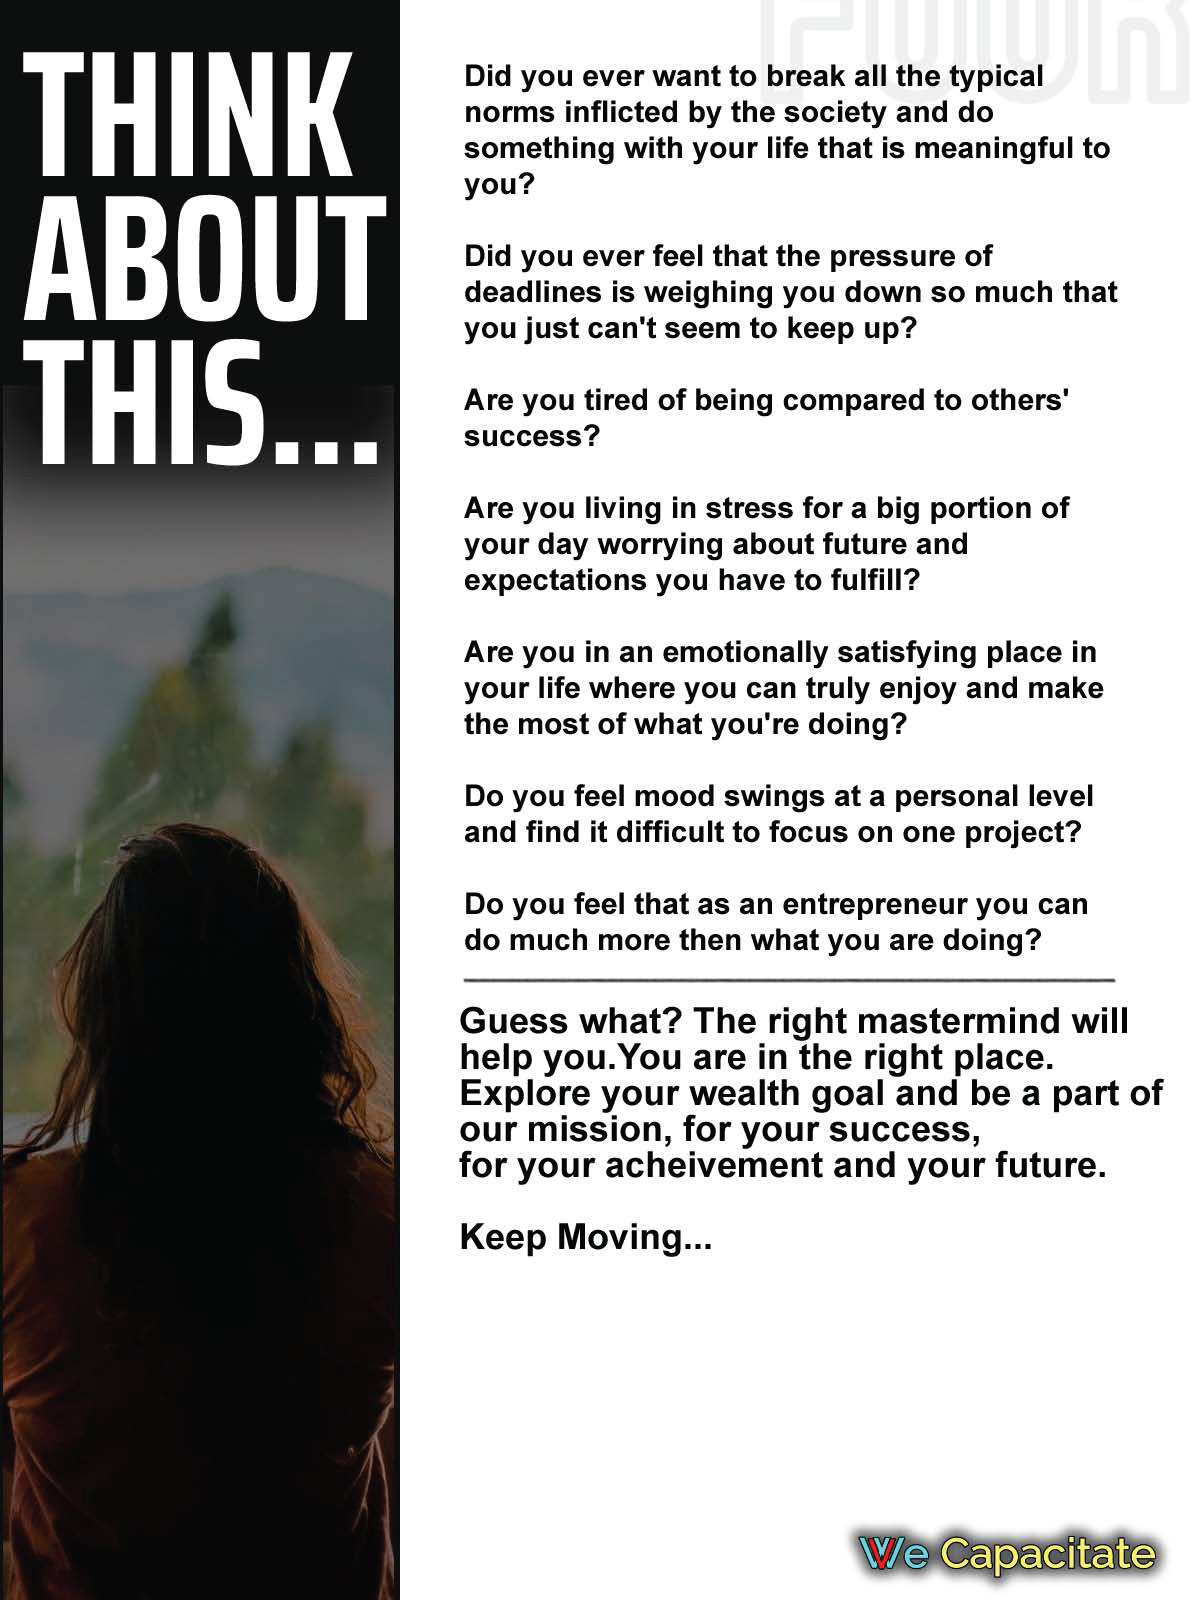 FOUR
THINK
ABOUT
THIS...
Did you ever want to break all the typical
norms inflicted by the society and do
something with your life that is meaningful to
you?
Did you ever feel that the pressure of
deadlines is weighing you down so much that
you just can't seem to keep up?
Are you tired of being compared to others'
success?
Are you living in stress for a big portion of
your day worrying about future and
expectations you have to fulfill?
Are you in an emotionally satisfying place in
your life where you can truly enjoy and make
the most of what you're doing?
Do you feel mood swings at a personal level
and find it difficult to focus on one project?
Do you feel that as an entrepreneur you can
do much more then what you are doing?
Guess what? The right mastermind will
help you.You are in the right place.
Explore your wealth goal and be a part of
our mission, for your success,
for your acheivement and your future.
Keep Moving...
We Capacitate